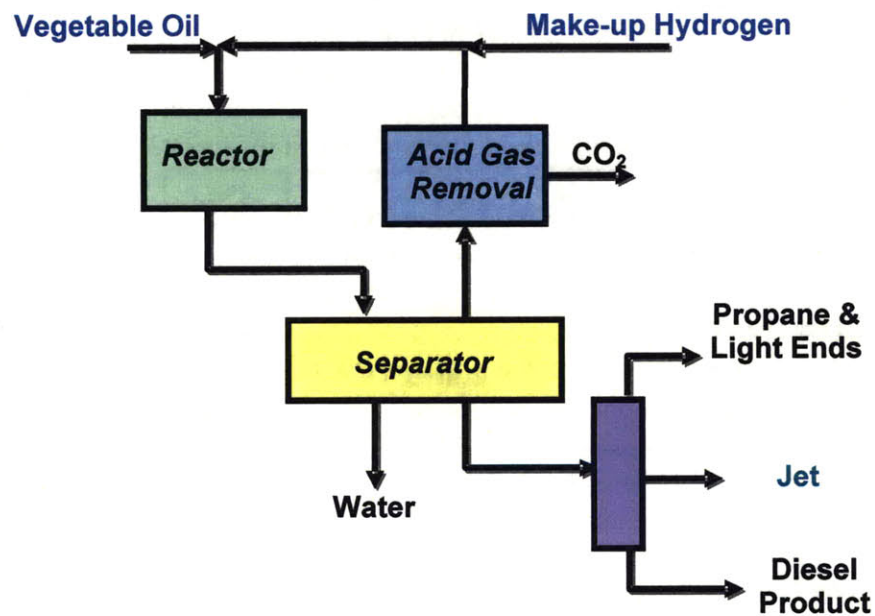 Vegetable Oil
Make-up Hydrogen
Reactor
Acid Gas
Removal
CO₂
Separator
Propane &
Light Ends
Water
Jet
Diesel
Product